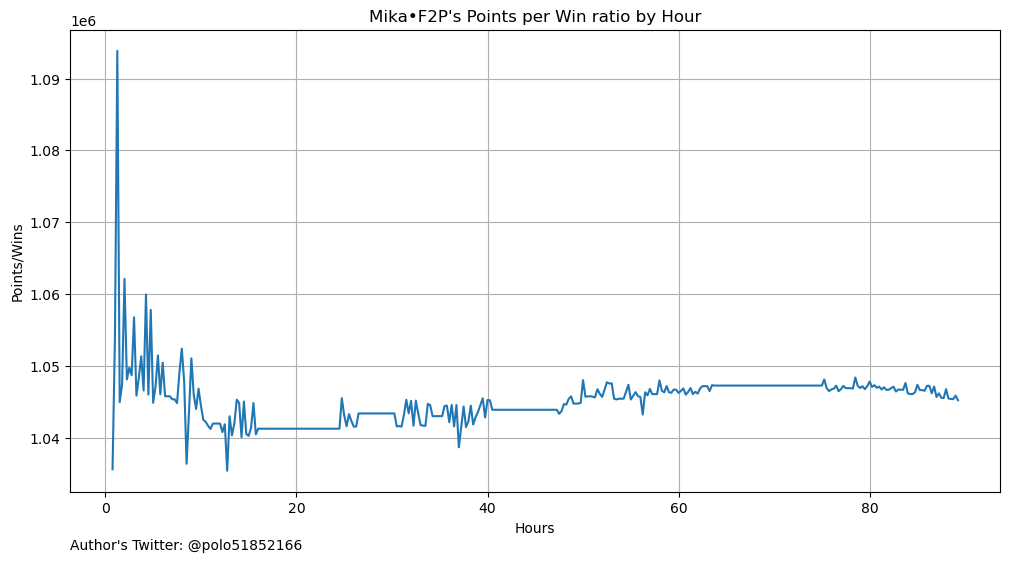 Mika•F2P's Points per Win ratio by Hour
1e6
1.09
1.08
1.07
1.06
1.05
1.04
Points/Wins
0 20 40 60 80
Hours
Author's Twitter: @polo51852166